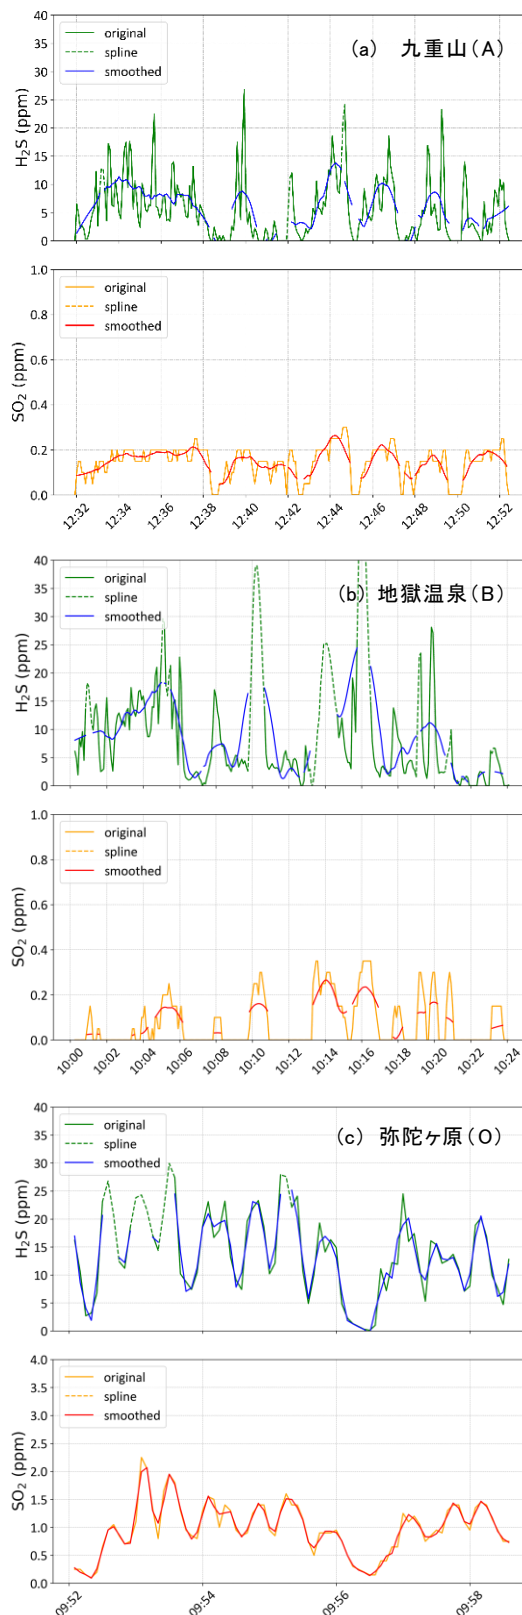 (a) 九重山(A)
original
spline
smoothed
H2S (ppm)
40
35
30
25
20
15
10
5
0
original
spline
smoothed
SO2 (ppm)
1.0
0.8
0.6
0.4
0.2
0.0
12:32
12:34
12:36
12:38
12:40
12:42
12:44
12:46
12:48
12:50
12:52
(b) 地獄温泉(B)
original
spline
smoothed
H2S (ppm)
40
35
30
25
20
15
10
5
0
original
spline
smoothed
SO2 (ppm)
1.0
0.8
0.6
0.4
0.2
0.0
10:00
10:02
10:04
10:06
10:08
10:10
10:12
10:14
10:16
10:18
10:20
10:22
10:24
(c) 弥陀ヶ原(O)
original
spline
smoothed
H2S (ppm)
40
35
30
25
20
15
10
5
0
original
spline
smoothed
SO2 (ppm)
4.0
3.5
3.0
2.5
2.0
1.5
1.0
0.5
0.0
09:52
09:54
09:56
09:58